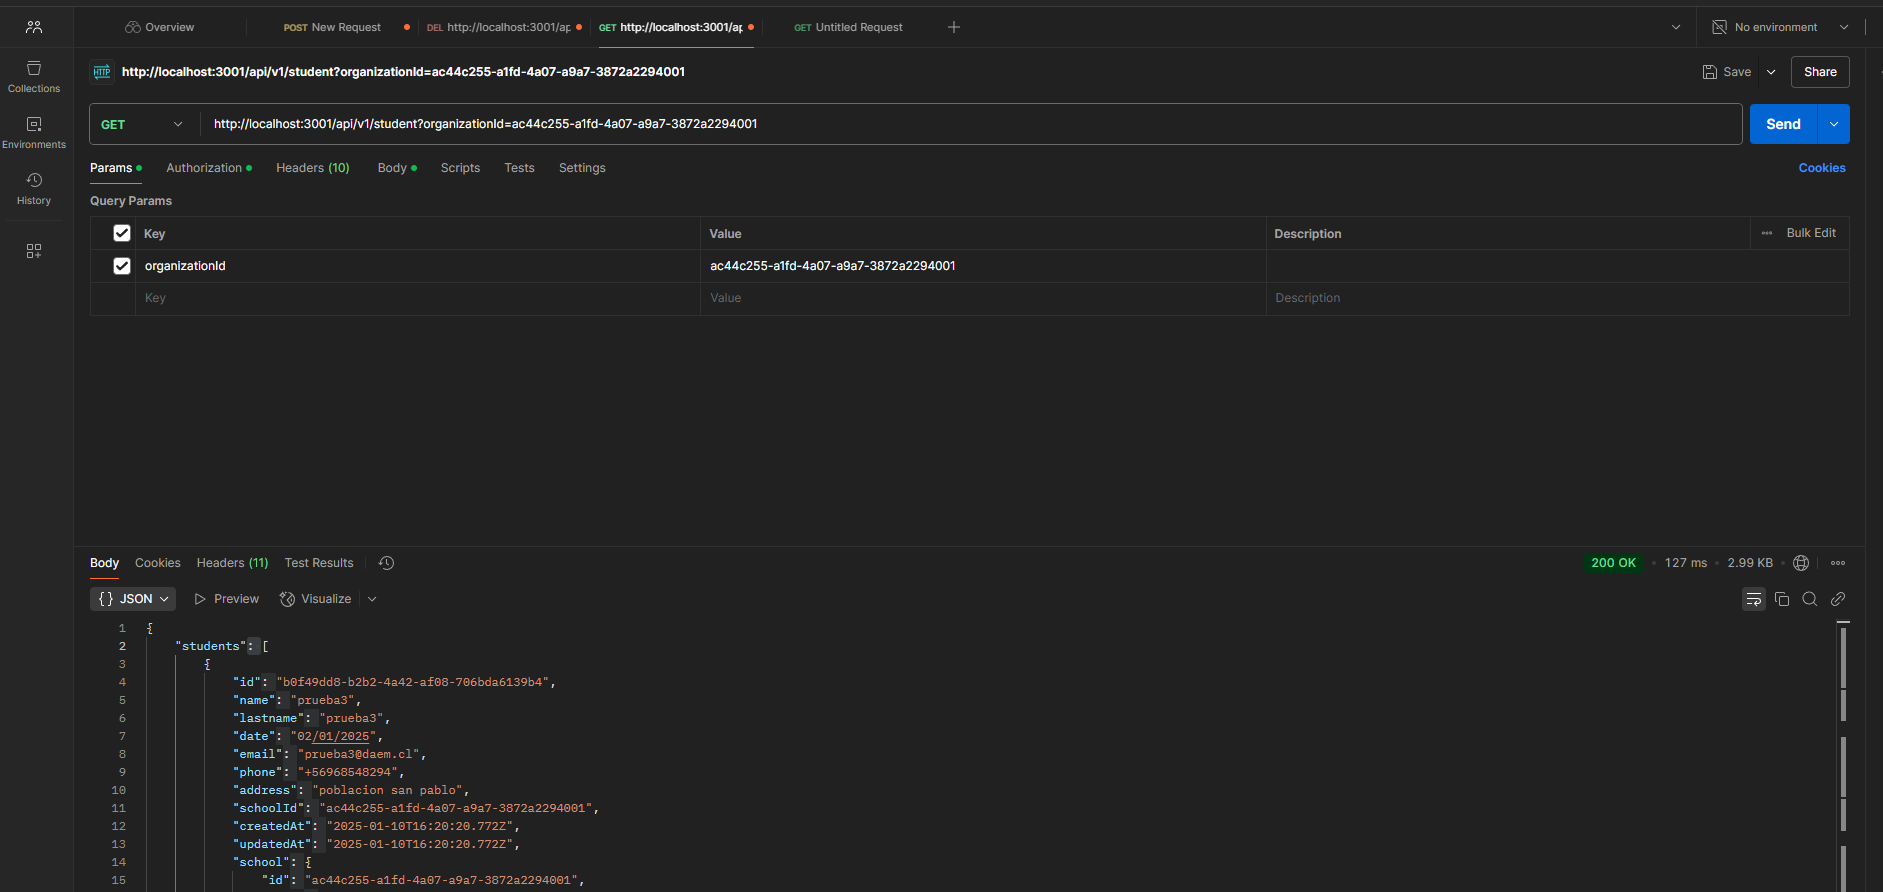 Overview
POST New Request
DEL http://localhost:3001/ap
GET http://localhost:3001/ap
GET Untitled Request
No environment
Collections
Environments
History
HTTP http://localhost:3001/api/v1/student?organizationId=ac44c255-a1fd-4a07-a9a7-3872a2294001
Save
Share
GET http://localhost:3001/api/v1/student?organizationId=ac44c255-a1fd-4a07-a9a7-3872a2294001
Send
Params Authorization Headers (10) Body Scripts Tests Settings Cookies
Query Params
Key Value Description Bulk Edit
organizationId ac44c255-a1fd-4a07-a9a7-3872a2294001
Key Value Description
Body Cookies Headers (11) Test Results 200 OK 127 ms 2.99 KB
{} JSON Preview Visualize
1 {
2 "students": [
3 {
4 "id": "b0f49dd8-b2b2-4a42-af08-706bda6139b4",
5 "name": "prueba3",
6 "lastname": "prueba3",
7 "date": "02/01/2025",
8 "email": "prueba3@daem.cl",
9 "phone": "+56968548294",
10 "address": "poblacion san pablo",
11 "schoolId": "ac44c255-a1fd-4a07-a9a7-3872a2294001",
12 "createdAt": "2025-01-10T16:20:20.772Z",
13 "updatedAt": "2025-01-10T16:20:20.772Z",
14 "school": {
15 "id": "ac44c255-a1fd-4a07-a9a7-3872a2294001",